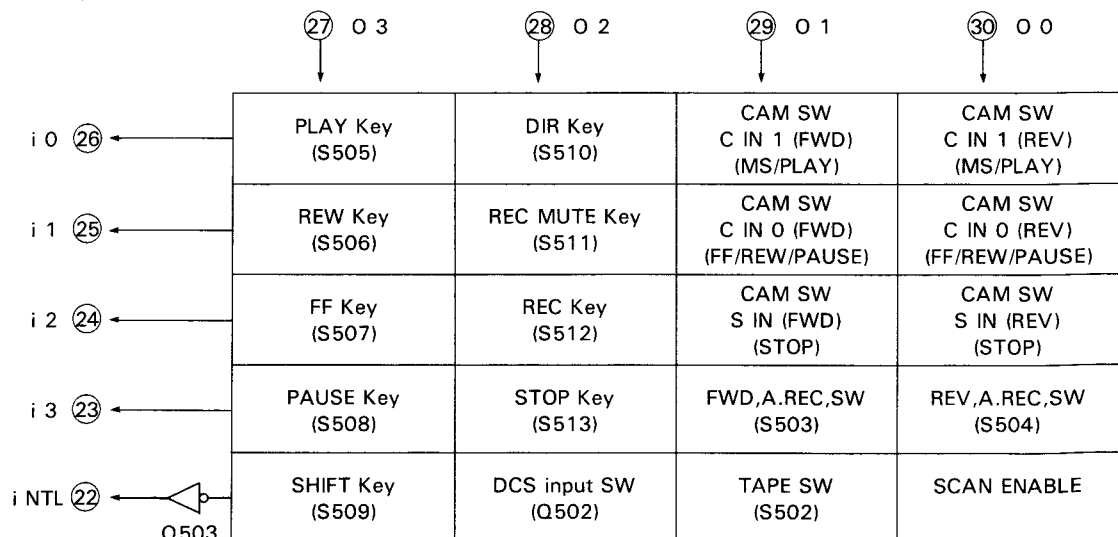 27 O 3 28 O 2 29 O 1 30 O 0
i 0 26
PLAY Key
(S505)
DIR Key
(S510)
CAM SW
C IN 1 (FWD)
(MS/PLAY)
CAM SW
C IN 1 (REV)
(MS/PLAY)
i 1 25
REW Key
(S506)
REC MUTE Key
(S511)
CAM SW
C IN 0 (FWD)
(FF/REW/PAUSE)
CAM SW
C IN 0 (REV)
(FF/REW/PAUSE)
i 2 24
FF Key
(S507)
REC Key
(S512)
CAM SW
S IN (FWD)
(STOP)
CAM SW
S IN (REV)
(STOP)
i 3 23
PAUSE Key
(S508)
STOP Key
(S513)
FWD,A.REC,SW
(S503)
REV,A.REC,SW
(S504)
i NTL 22
Q503
SHIFT Key
(S509)
DCS input SW
(Q502)
TAPE SW
(S502)
SCAN ENABLE